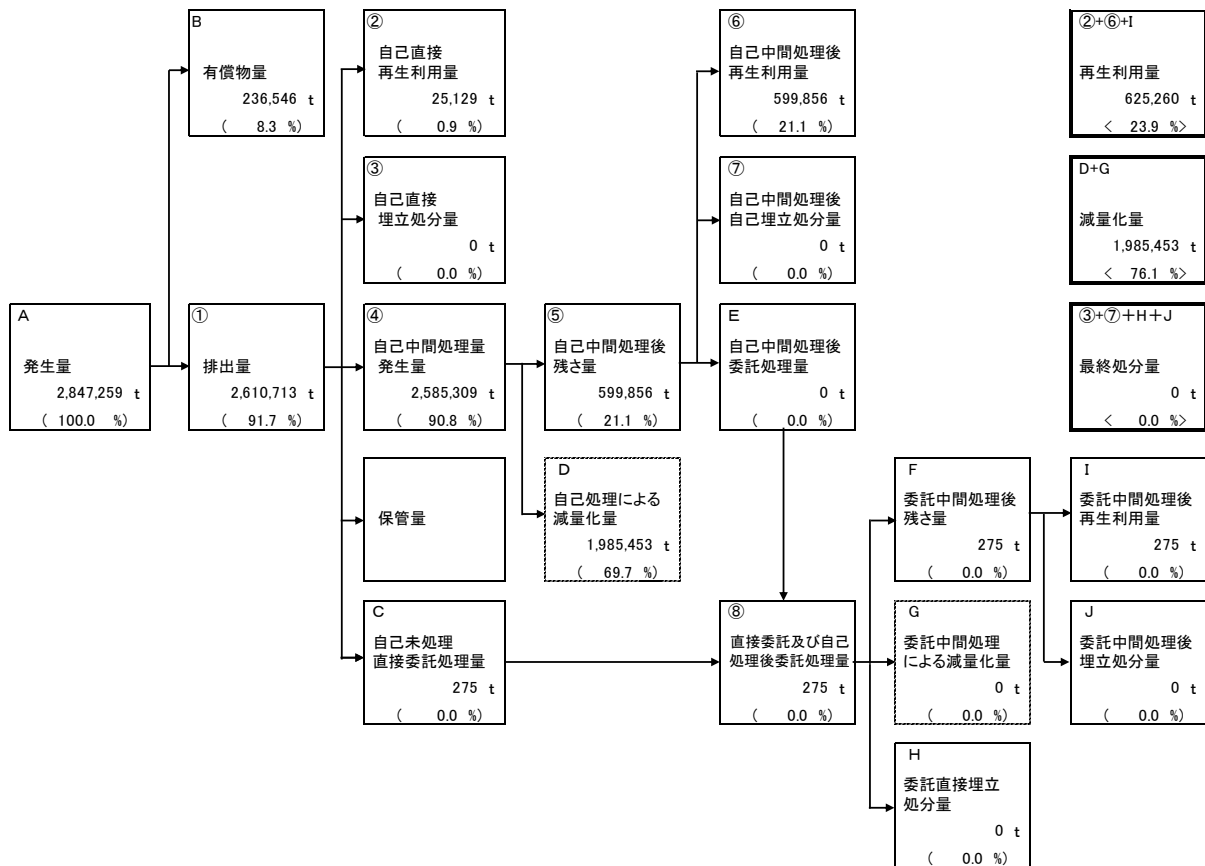 B
有償物量
236,546 t
( 8.3 %)
②
自己直接
再生利用量
25,129 t
( 0.9 %)
⑥
自己中間処理後
再生利用量
599,856 t
( 21.1 %)
②+⑥+I
再生利用量
625,260 t
< 23.9 %>
③
自己直接
埋立処分量
0 t
( 0.0 %)
⑦
自己中間処理後
自己埋立処分量
0 t
( 0.0 %)
D+G
減量化量
1,985,453 t
< 76.1 %>
A
発生量
2,847,259 t
( 100.0 %)
①
排出量
2,610,713 t
( 91.7 %)
④
自己中間処理量
発生量
2,585,309 t
( 90.8 %)
⑤
自己中間処理後
残さ量
599,856 t
( 21.1 %)
E
自己中間処理後
委託処理量
0 t
( 0.0 %)
③+⑦+H+J
最終処分量
0 t
< 0.0 %>
保管量
D
自己処理による
減量化量
1,985,453 t
( 69.7 %)
F
委託中間処理後
残さ量
275 t
( 0.0 %)
I
委託中間処理後
再生利用量
275 t
( 0.0 %)
C
自己未処理
直接委託処理量
275 t
( 0.0 %)
⑧
直接委託及び自己
処理後委託処理量
275 t
( 0.0 %)
G
委託中間処理
による減量化量
0 t
( 0.0 %)
J
委託中間処理後
埋立処分量
0 t
( 0.0 %)
H
委託直接埋立
処分量
0 t
( 0.0 %)